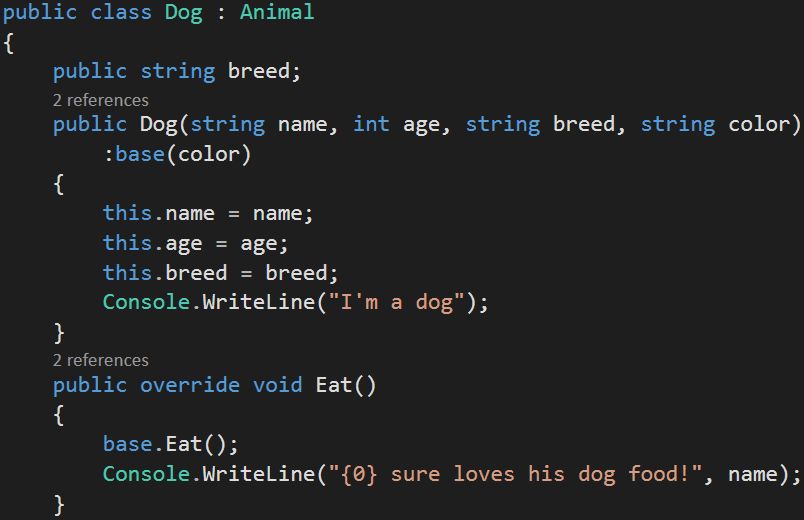 public class Dog : Animal
{
    public string breed;
    2 references
    public Dog(string name, int age, string breed, string color)
        :base(color)
    {
        this.name = name;
        this.age = age;
        this.breed = breed;
        Console.WriteLine("I'm a dog");
    }
    2 references
    public override void Eat()
    {
        base.Eat();
        Console.WriteLine("{0} sure loves his dog food!", name);
    }